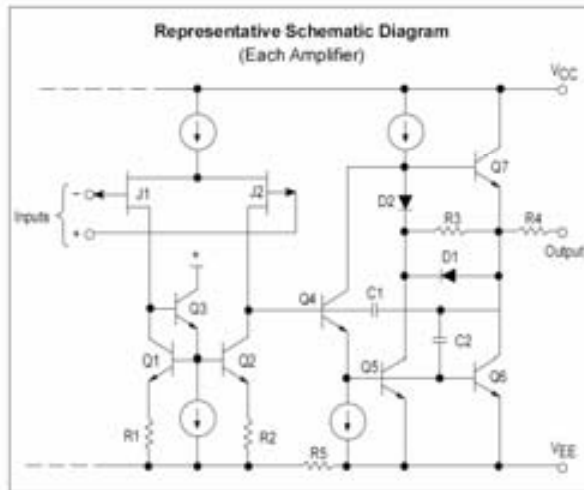 Representative Schematic Diagram
(Each Amplifier)
VCC
Q7
J1
J2
D2
R3
R4
Inputs
−
+
Output
+
D1
Q3
Q4
C1
C2
Q1
Q2
Q5
Q6
R1
R2
R5
VEE